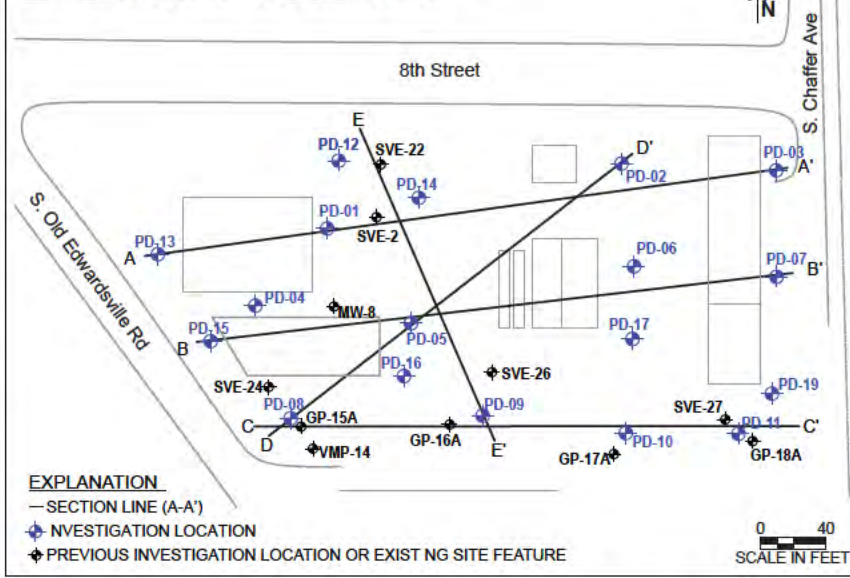 N
S. Chaffer Ave
8th Street
E
PD-12
SVE-22
D'
PD-03
PD-02
A'
PD-14
PD-01
SVE-2
PD-13
A
PD-06
PD-07
B'
S. Old Edwardsville Rd
PD-04
MW-8
PD-15
PD-05
B
PD-17
PD-16
SVE-26
SVE-24
PD-19
PD-08
GP-15A
PD-09
SVE-27
C
GP-16A
PD-10
PD-11
C'
D
VMP-14
E'
GP-17A
GP-18A
EXPLANATION
SECTION LINE (A-A')
NVESTIGATION LOCATION
PREVIOUS INVESTIGATION LOCATION OR EXIST NG SITE FEATURE
0 40
SCALE IN FEET